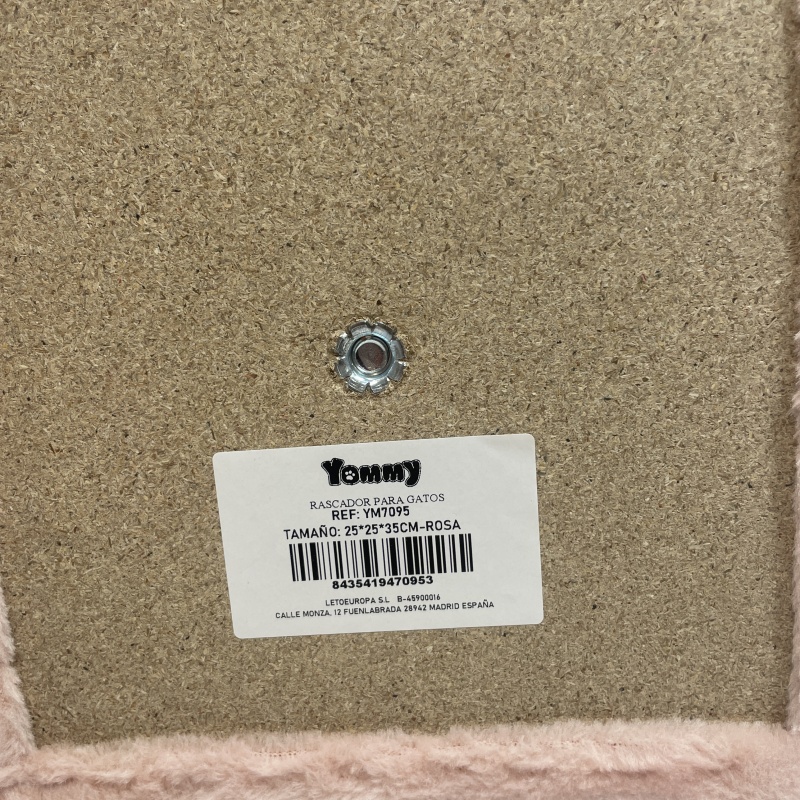 Yommy
RASCADOR PARA GATOS
REF: YM7095
TAMAÑO: 25*25*35CM-ROSA
8435419470953
LETOEUROPA S.L B-45900016
CALLE MONZA, 12 FUENLABRADA 28942 MADRID ESPAÑA